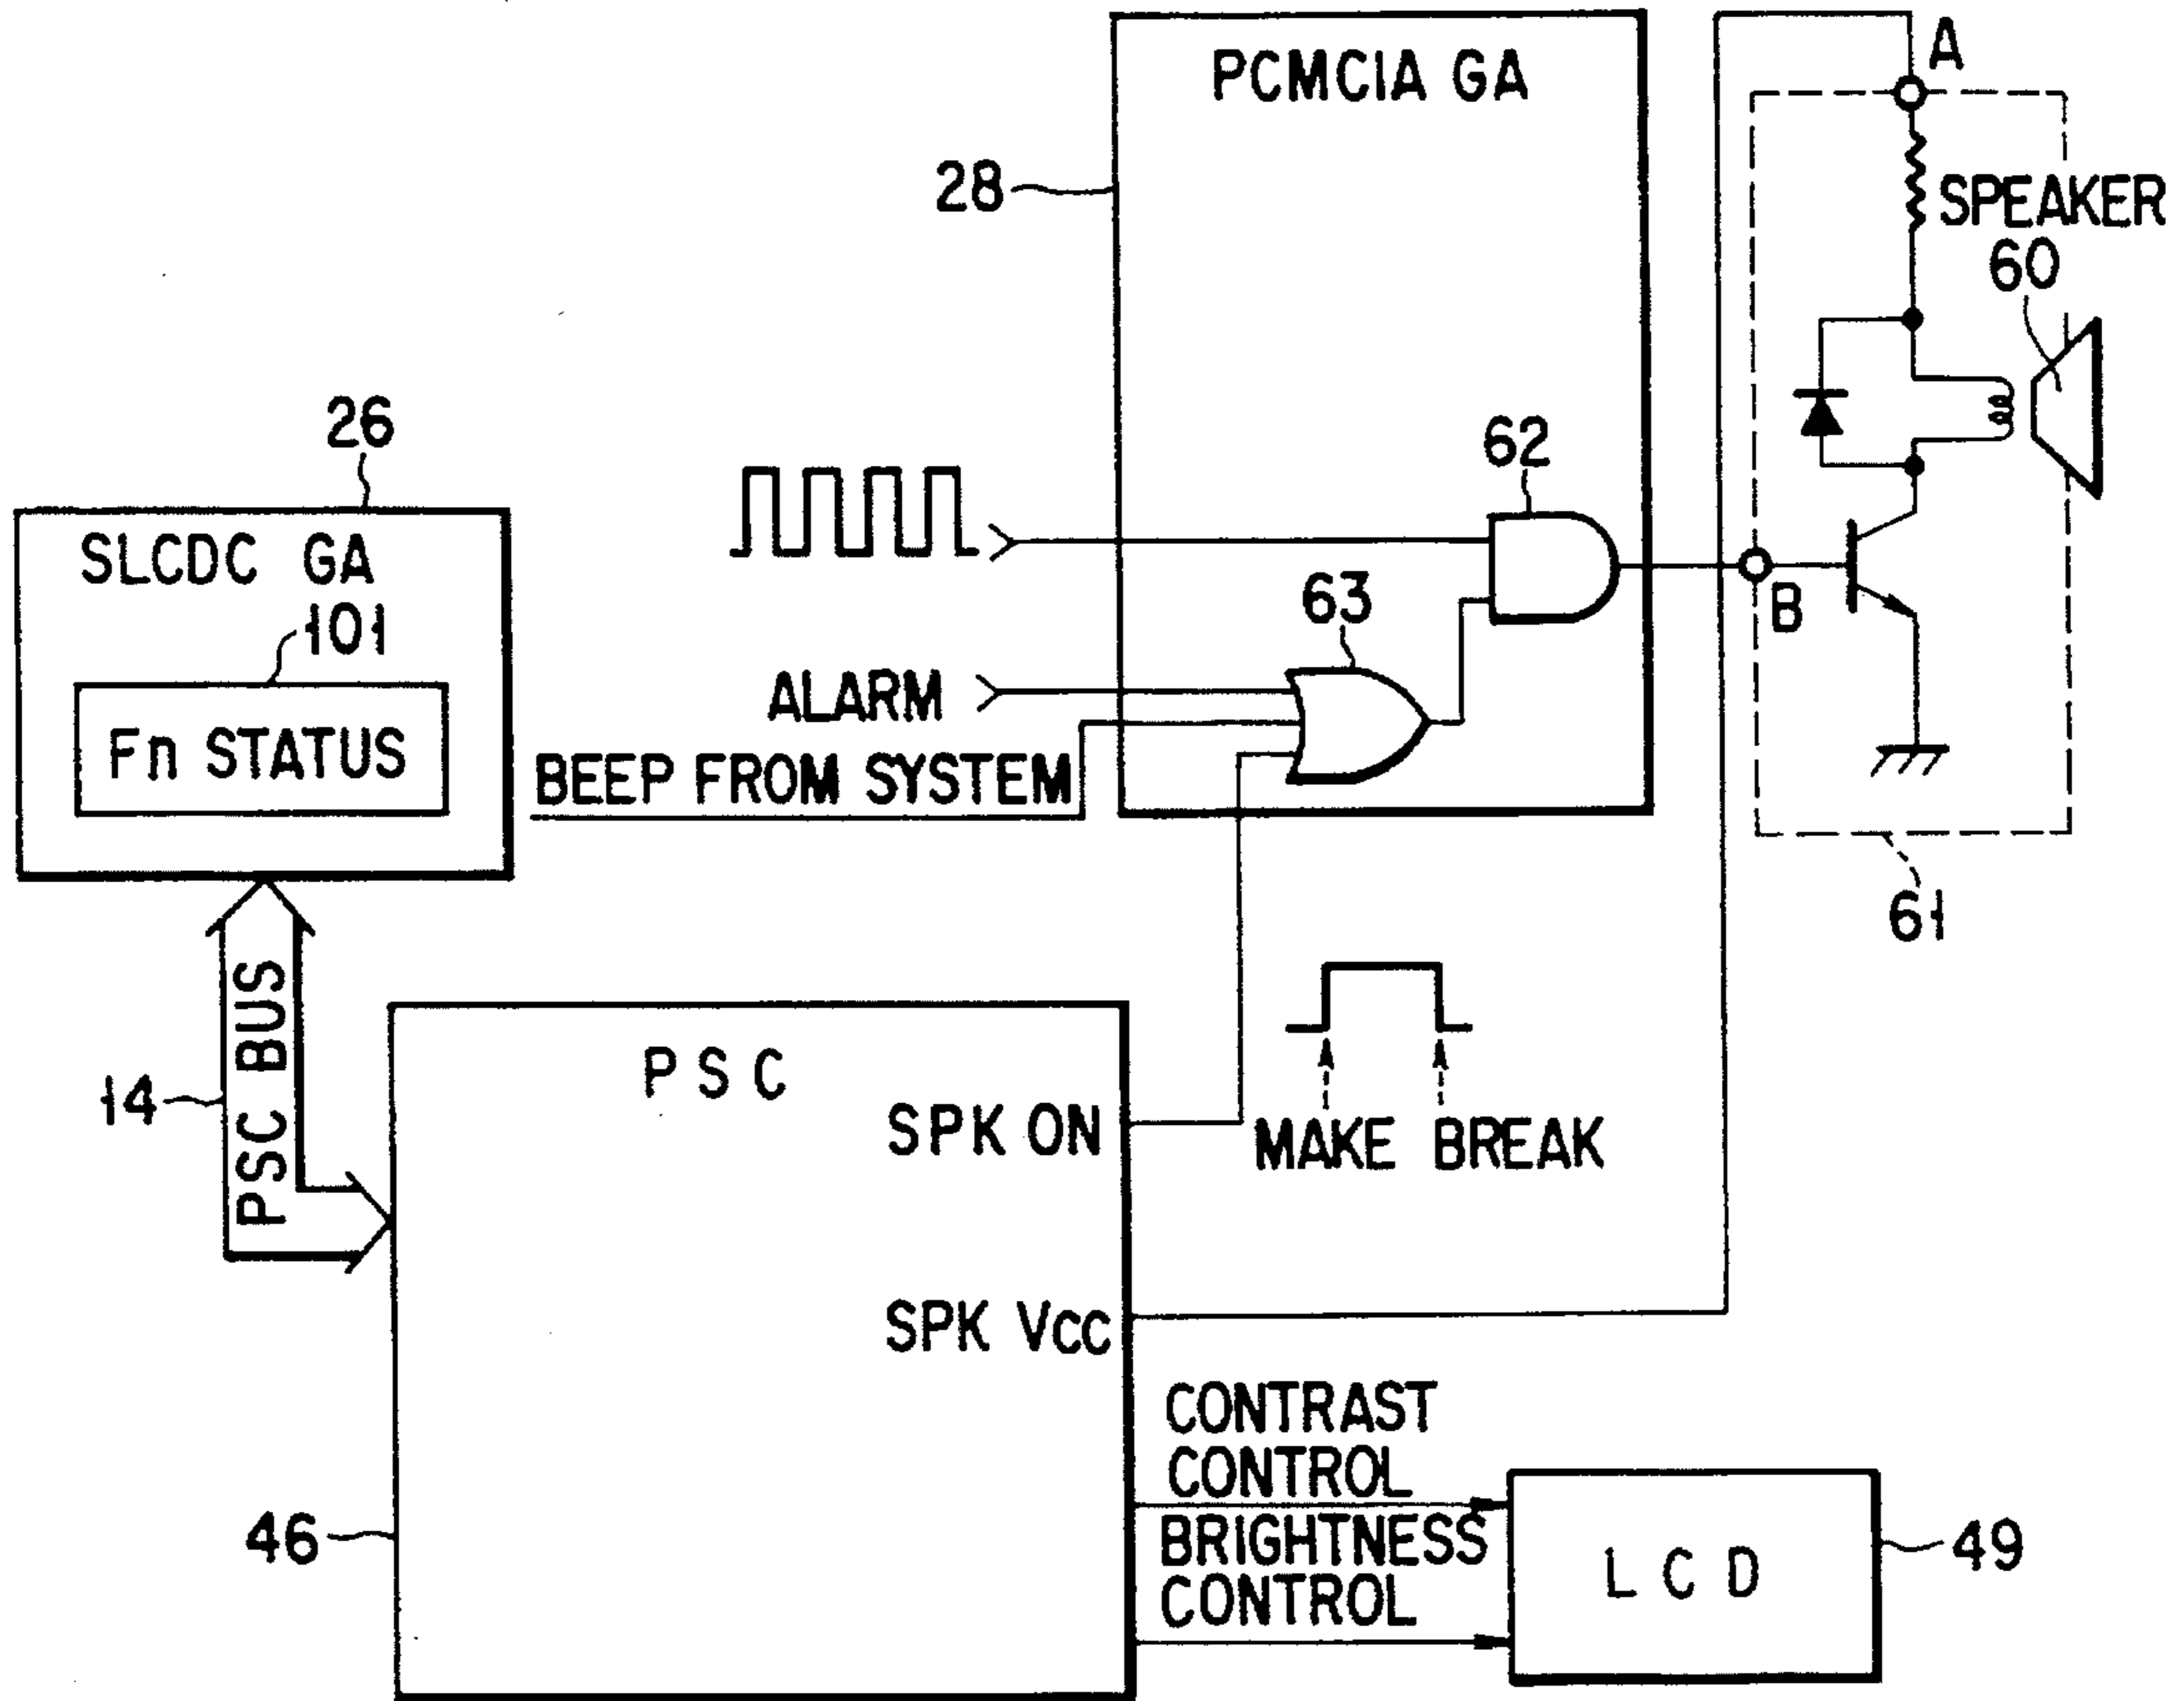 PCMCIA GA
A
28
SPEAKER
60
26
62
SLCDC GA
101
63
B
ALARM
Fn STATUS
BEEP FROM SYSTEM
61
PSC BUS
14
PSC
SPK ON
MAKE BREAK
SPK VCC
CONTRAST
CONTROL
46
BRIGHTNESS
CONTROL
LCD
49